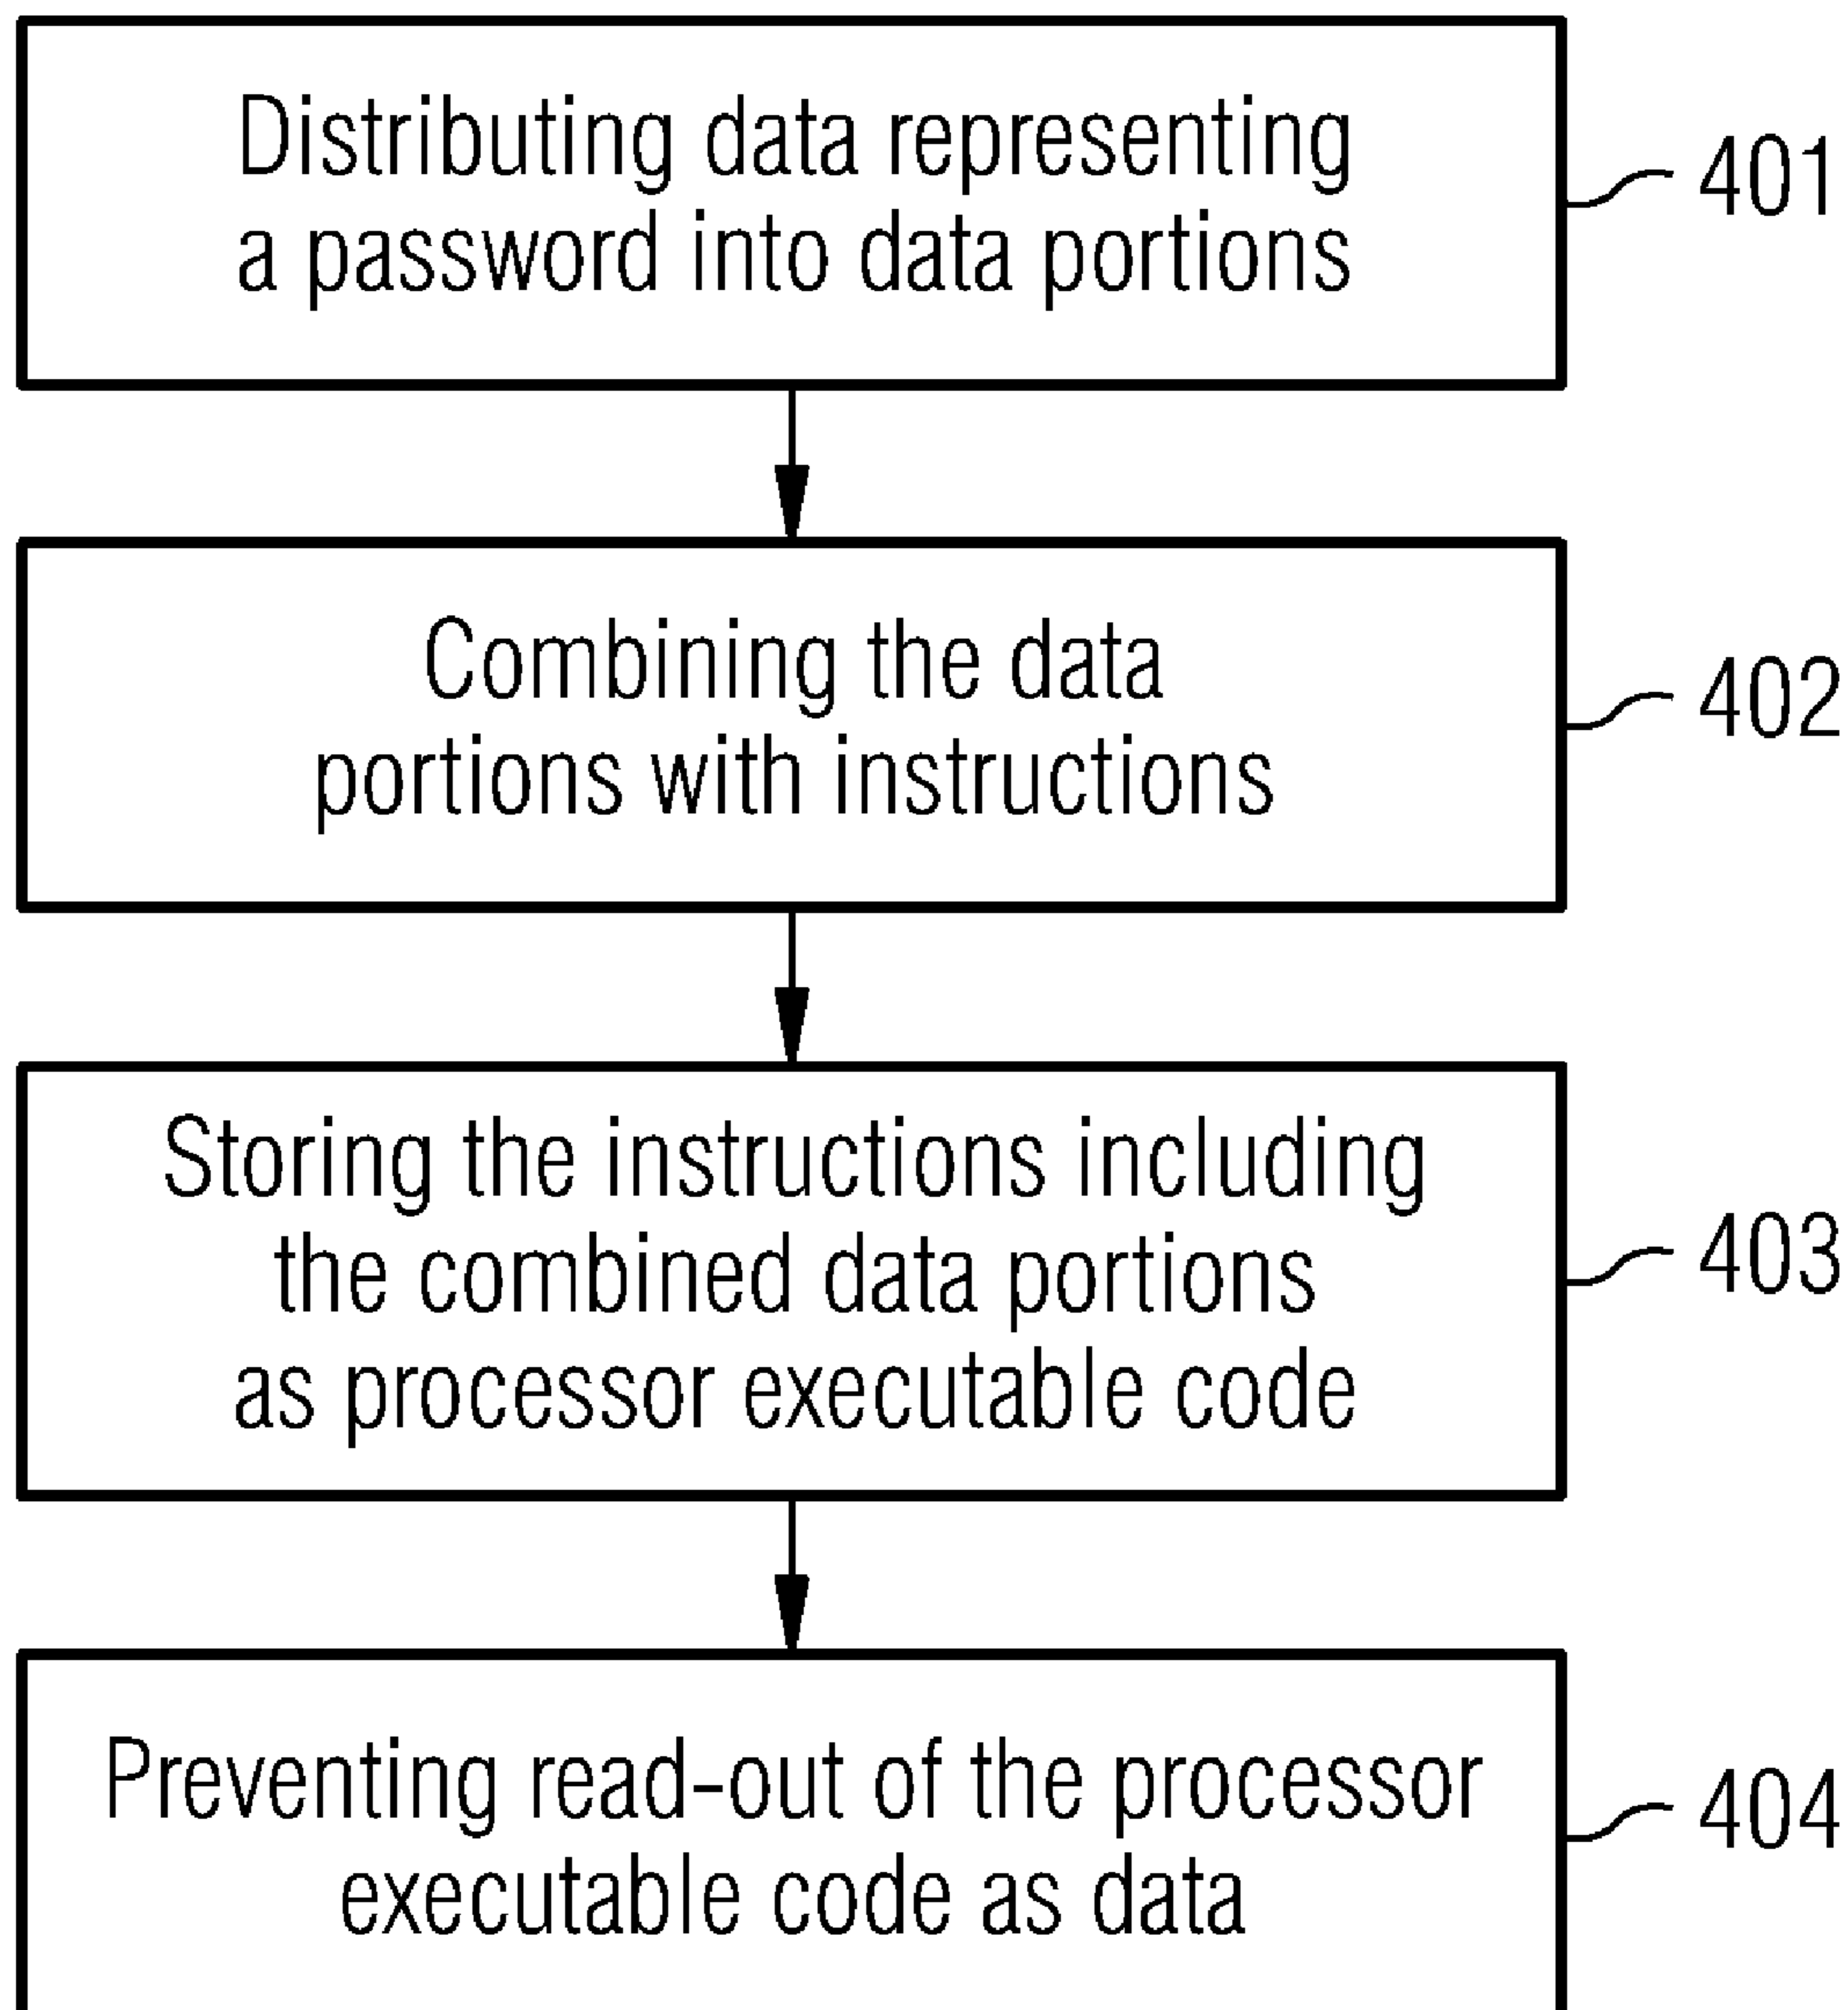 Distributing data representing
a password into data portions
401
Combining the data
portions with instructions
402
Storing the instructions including
the combined data portions
as processor executable code
403
Preventing read-out of the processor
executable code as data
404